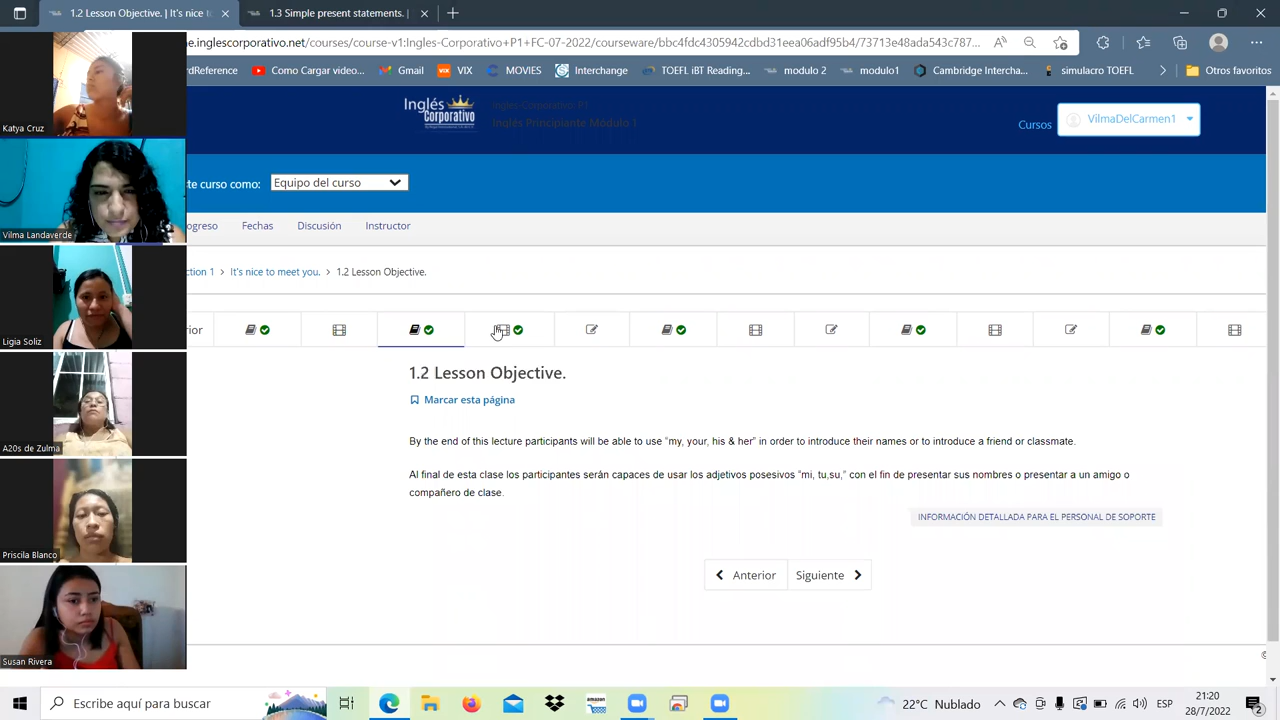 1.2 Lesson Objective. | "It's
me.inglescorporativo.net/courses/course-v1:Ingles-Corporativo+P1+FC-07-2022/courseware/bbc4fdc4305942cdbd31eea06adf95b4/73713e48ada543c787...
rdReference
Como Cargar video...
Gmail
VIX
MOVIES
Interchange
TOEFL iBT Reading...
modulo 2
modulo1
Cambridge Intercha...
simulacro TOEFL
Otros favoritos
Inglés
Corporativo
Inglés Corporativo: P1
Inglés Principiante Módulo 1
Cursos
VilmaDelCarmen1
te curso como:
Equipo del curso
ogreso
Fechas
Discusión
Instructor
ction 1 > It's nice to meet you. > 1.2 Lesson Objective.
rior
1.2 Lesson Objective.
Marcar esta página
By the end of this lecture participants will be able to use "my, your, his & her" in order to introduce their names or to introduce a friend or classmate.
Al final de esta clase los participantes serán capaces de usar los adjetivos posesivos "mi, tu,su," con el fin de presentar sus nombres o presentar a un amigo o
compañero de clase.
INFORMACIÓN DETALLADA PARA EL PERSONAL DE SOPORTE
Anterior
Siguiente
Katya Cruz
Vilma Landaverde
Ligia Soliz
A20s de Zulma
Priscila Blanco
Susan Rivera
Escribe aquí para buscar
22°C Nublado
ESP
21:20
28/7/2022
2